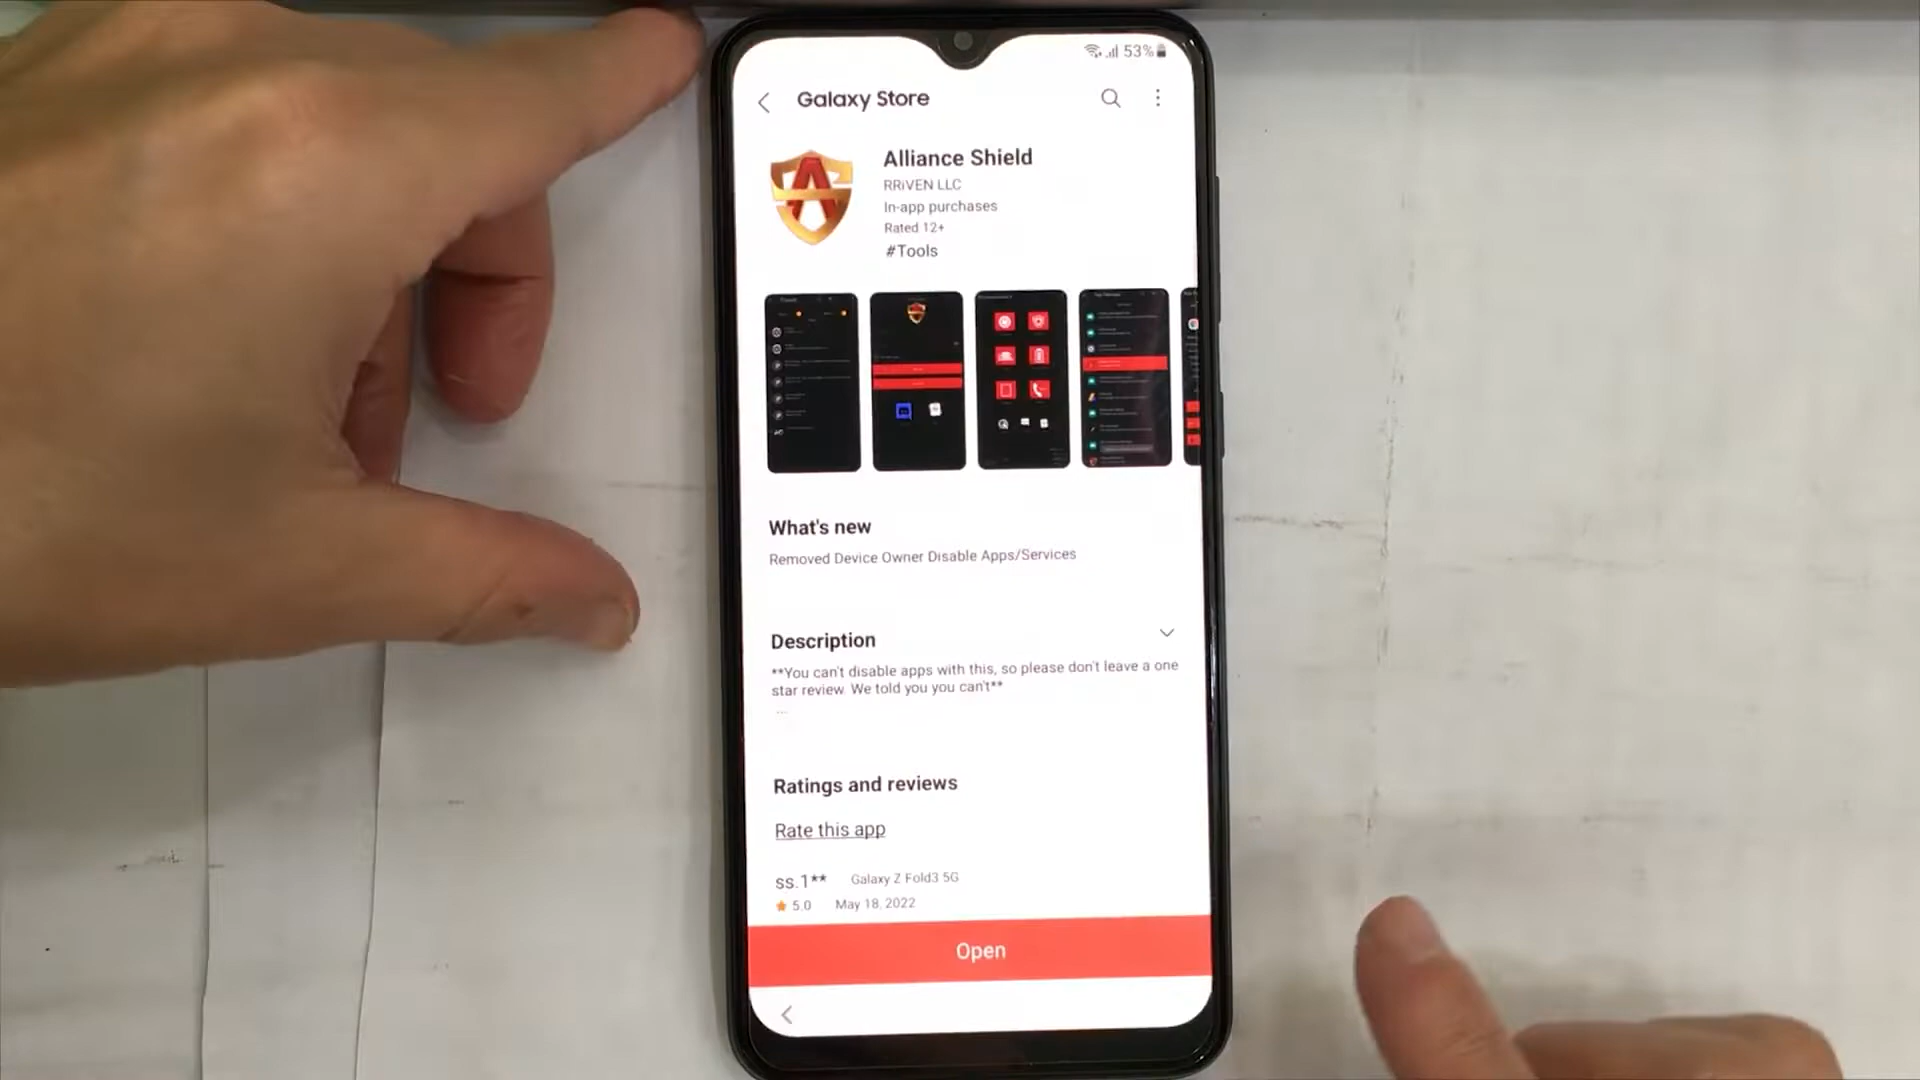 53%
Galaxy Store
Alliance Shield
RRiVEN LLC
In-app purchases
Rated 12+
#Tools
What's new
Removed Device Owner Disable Apps/Services
Description
**You can't disable apps with this, so please don't leave a one
star review. We told you you can't**
...
Ratings and reviews
Rate this app
ss.1** Galaxy Z Fold3 5G
5.0 May 18, 2022
Open